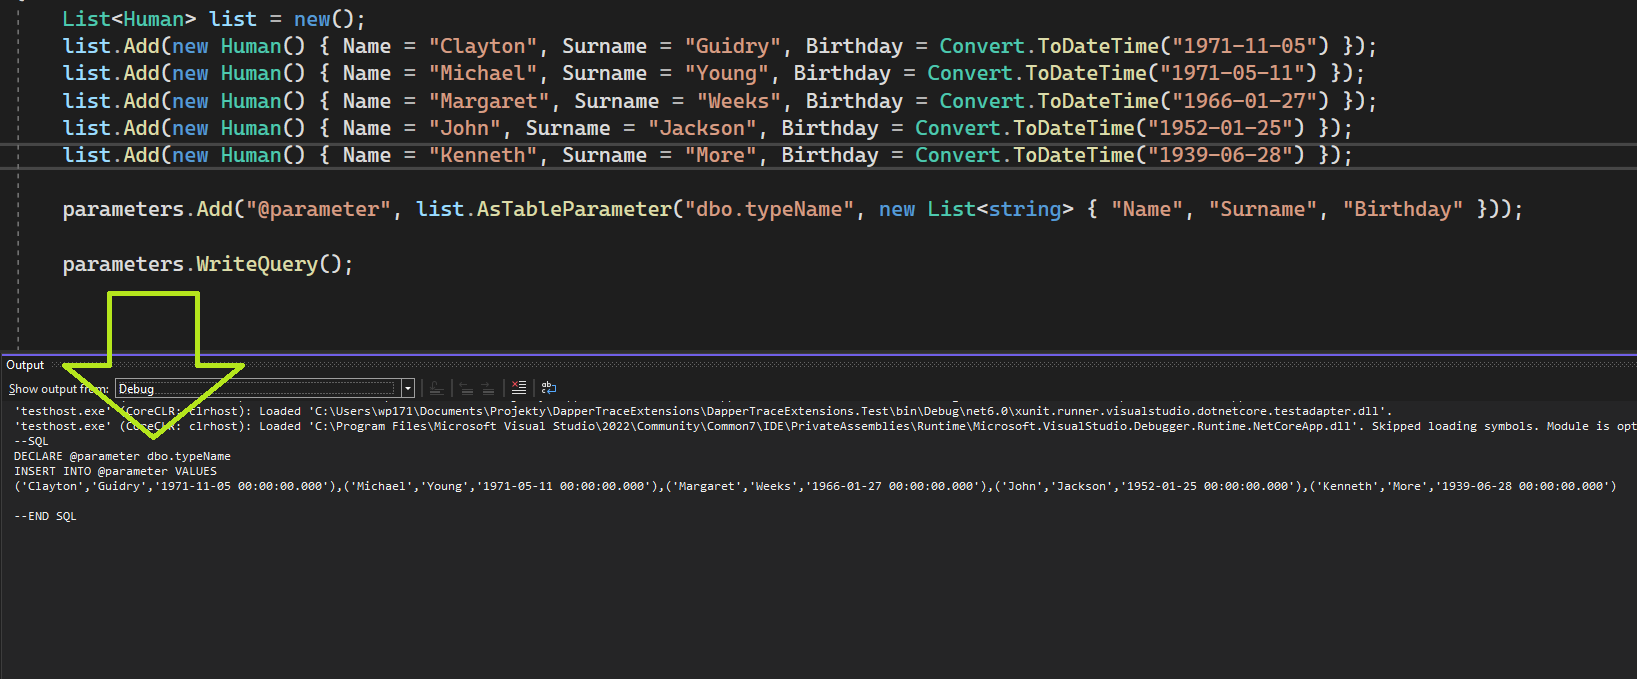 List<Human> list = new();
list.Add(new Human() { Name = "Clayton", Surname = "Guidry", Birthday = Convert.ToDateTime("1971-11-05") });
list.Add(new Human() { Name = "Michael", Surname = "Young", Birthday = Convert.ToDateTime("1971-05-11") });
list.Add(new Human() { Name = "Margaret", Surname = "Weeks", Birthday = Convert.ToDateTime("1966-01-27") });
list.Add(new Human() { Name = "John", Surname = "Jackson", Birthday = Convert.ToDateTime("1952-01-25") });
list.Add(new Human() { Name = "Kenneth", Surname = "More", Birthday = Convert.ToDateTime("1939-06-28") });
parameters.Add("@parameter", list.AsTableParameter("dbo.typeName", new List<string> { "Name", "Surname", "Birthday" }));
parameters.WriteQuery();
Output
Show output from: Debug
'testhost.exe' (CoreCLR: clrhost): Loaded 'C:\Users\wp171\Documents\Projekty\DapperTraceExtensions\DapperTraceExtensions.Test\bin\Debug\net6.0\xunit.runner.visualstudio.dotnetcore.testadapter.dll'.
'testhost.exe' (CoreCLR: clrhost): Loaded 'C:\Program Files\Microsoft Visual Studio\2022\Community\Common7\IDE\PrivateAssemblies\Runtime\Microsoft.VisualStudio.Debugger.Runtime.NetCoreApp.dll'. Skipped loading symbols. Module is opt
--SQL
DECLARE @parameter dbo.typeName
INSERT INTO @parameter VALUES
('Clayton','Guidry','1971-11-05 00:00:00.000'),('Michael','Young','1971-05-11 00:00:00.000'),('Margaret','Weeks','1966-01-27 00:00:00.000'),('John','Jackson','1952-01-25 00:00:00.000'),('Kenneth','More','1939-06-28 00:00:00.000')
--END SQL